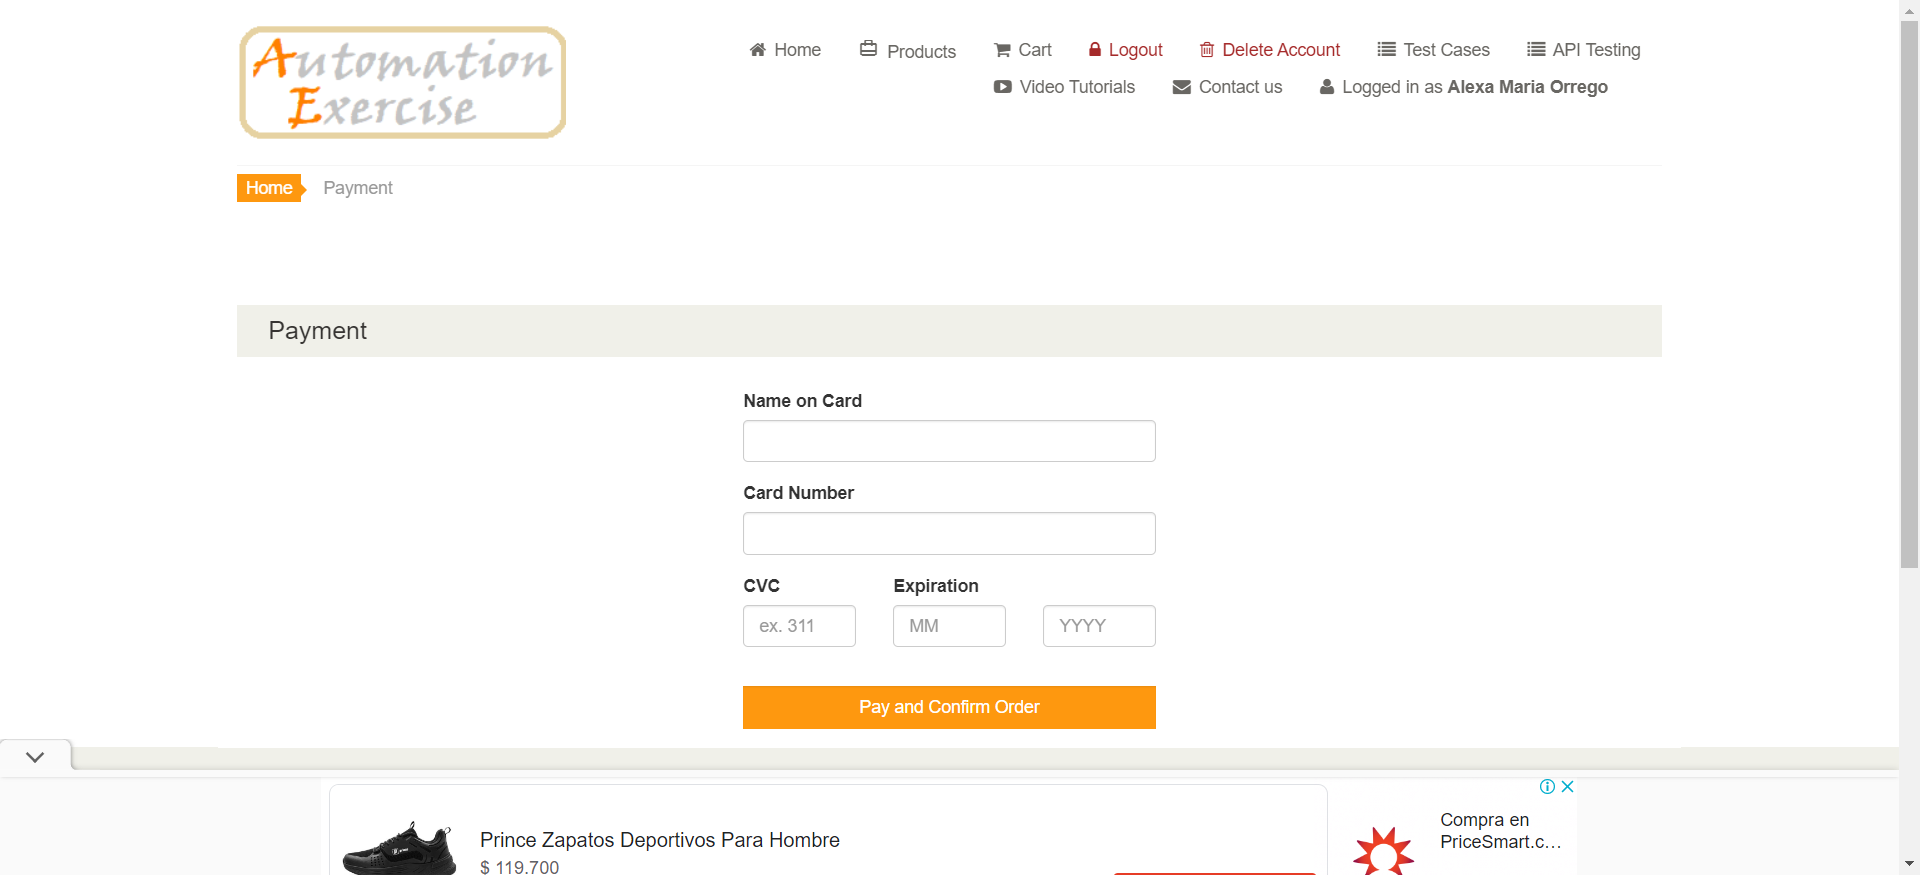 Automation
Exercise
Home
Products
Cart
Logout
Delete Account
Test Cases
API Testing
Video Tutorials
Contact us
Logged in as Alexa Maria Orrego
Home
Payment
Payment
Name on Card
Card Number
CVC
Expiration
ex. 311
MM
YYYY
Pay and Confirm Order
Prince Zapatos Deportivos Para Hombre
$ 119.700
Compra en
PriceSmart.c...